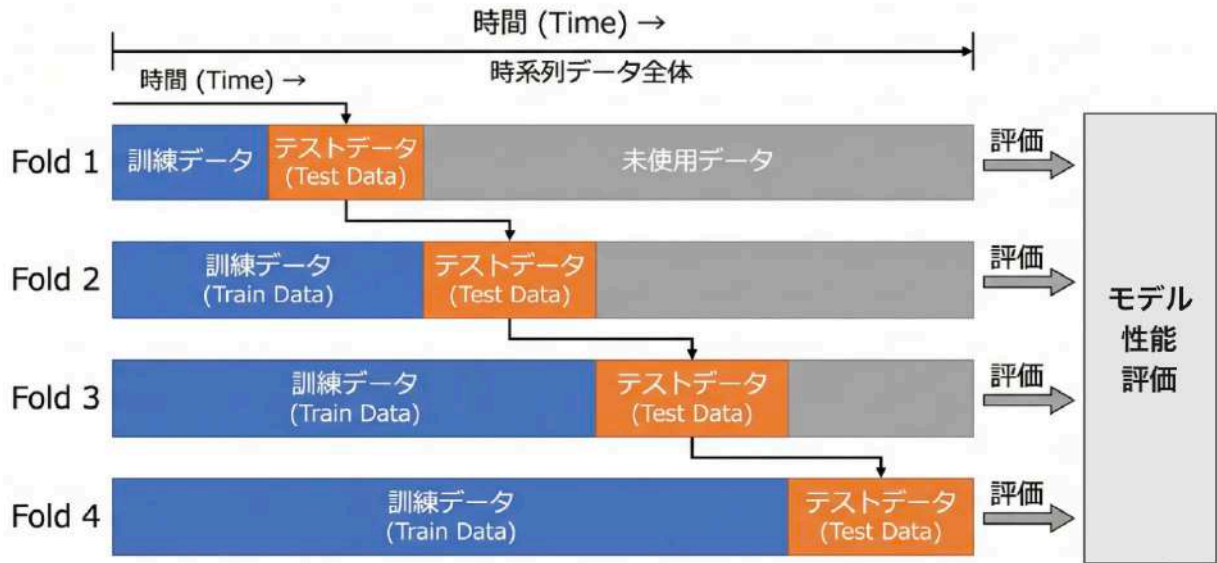 時間 (Time) →
時系列データ全体
時間 (Time) →
Fold 1
訓練データ
テストデータ
(Test Data)
未使用データ
評価
Fold 2
訓練データ
(Train Data)
テストデータ
(Test Data)
評価
Fold 3
訓練データ
(Train Data)
テストデータ
(Test Data)
評価
Fold 4
訓練データ
(Train Data)
テストデータ
(Test Data)
評価
モデル
性能
評価